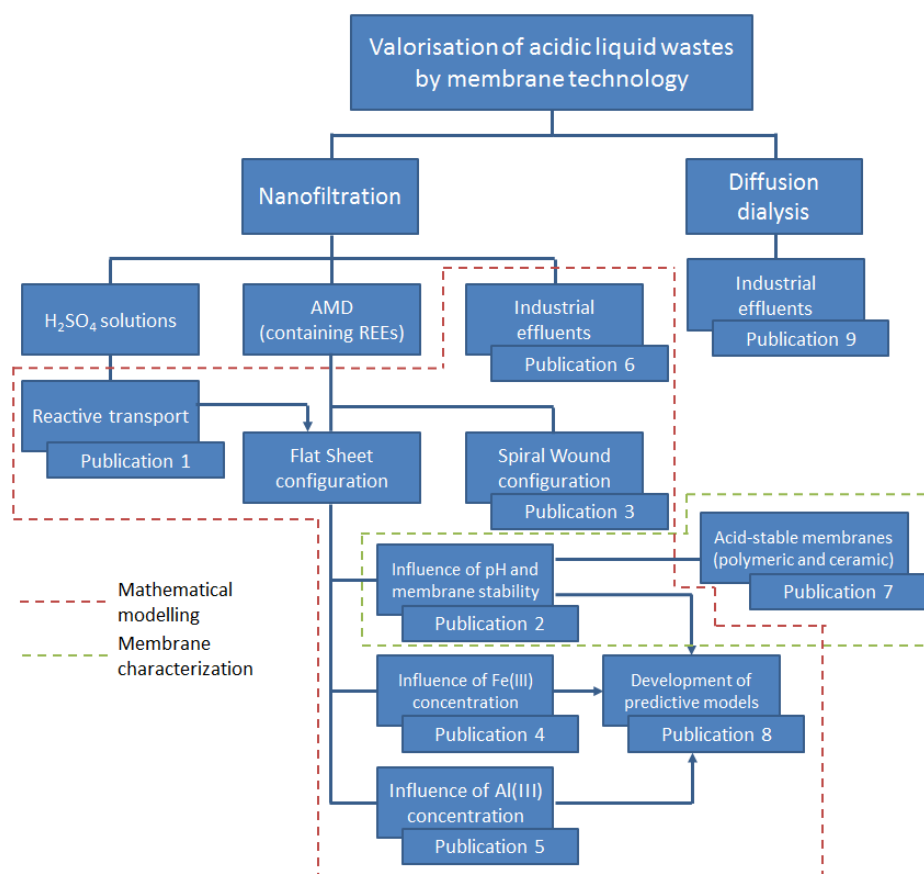 Valorisation of acidic liquid wastes
by membrane technology
Nanofiltration
Diffusion
dialysis
H₂SO₄ solutions
AMD
(containing REEs)
Industrial
effluents
Publication 6
Industrial
effluents
Publication 9
Reactive transport
Publication 1
Flat Sheet
configuration
Spiral Wound
configuration
Publication 3
Influence of pH and
membrane stability
Publication 2
Acid-stable membranes
(polymeric and ceramic)
Publication 7
Mathematical
modelling
Membrane
characterization
Influence of Fe(III)
concentration
Publication 4
Development of
predictive models
Publication 8
Influence of Al(III)
concentration
Publication 5